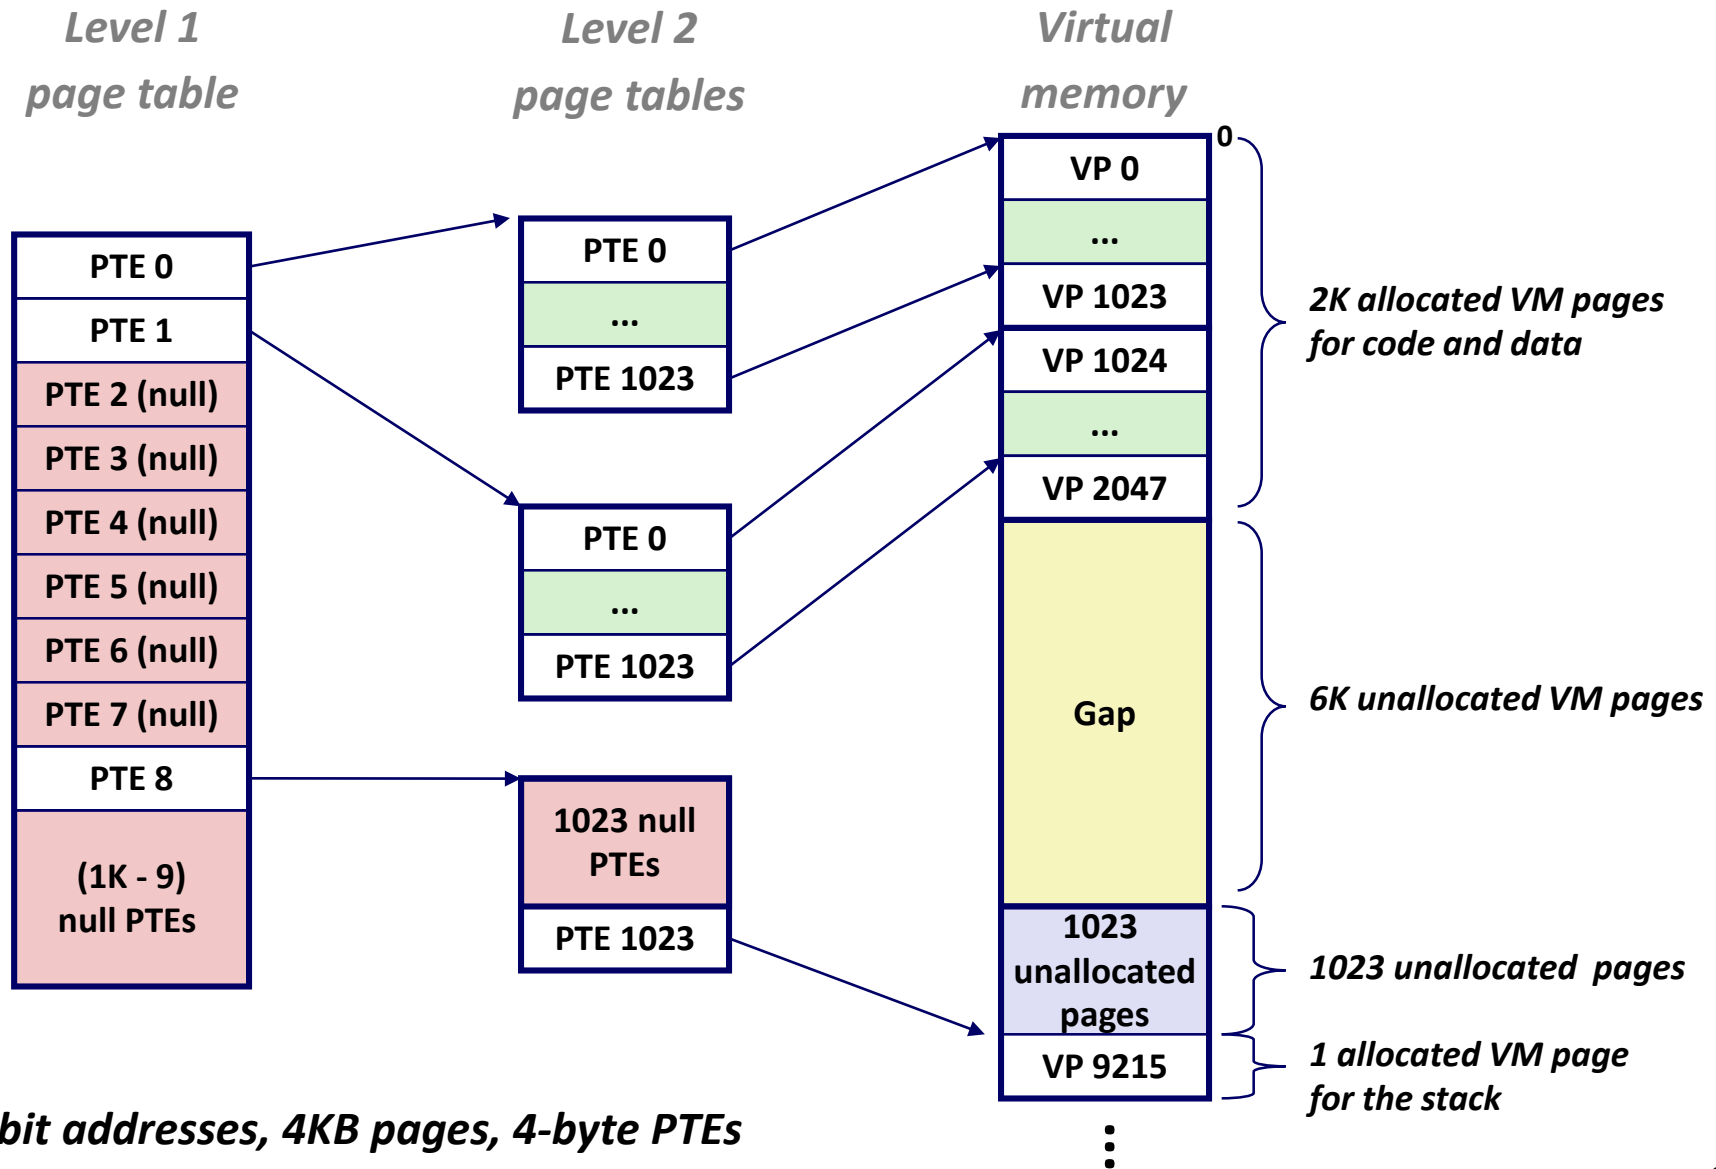 Level 1
page table
Level 2
page tables
Virtual
memory
PTE 0
PTE 1
PTE 2 (null)
PTE 3 (null)
PTE 4 (null)
PTE 5 (null)
PTE 6 (null)
PTE 7 (null)
PTE 8
(1K - 9)
null PTEs
PTE 0
...
PTE 1023
PTE 0
...
PTE 1023
1023 null
PTEs
PTE 1023
0
VP 0
...
VP 1023
VP 1024
...
VP 2047
Gap
1023
unallocated
pages
VP 9215
...
2K allocated VM pages
for code and data
6K unallocated VM pages
1023 unallocated pages
1 allocated VM page
for the stack
bit addresses, 4KB pages, 4-byte PTEs